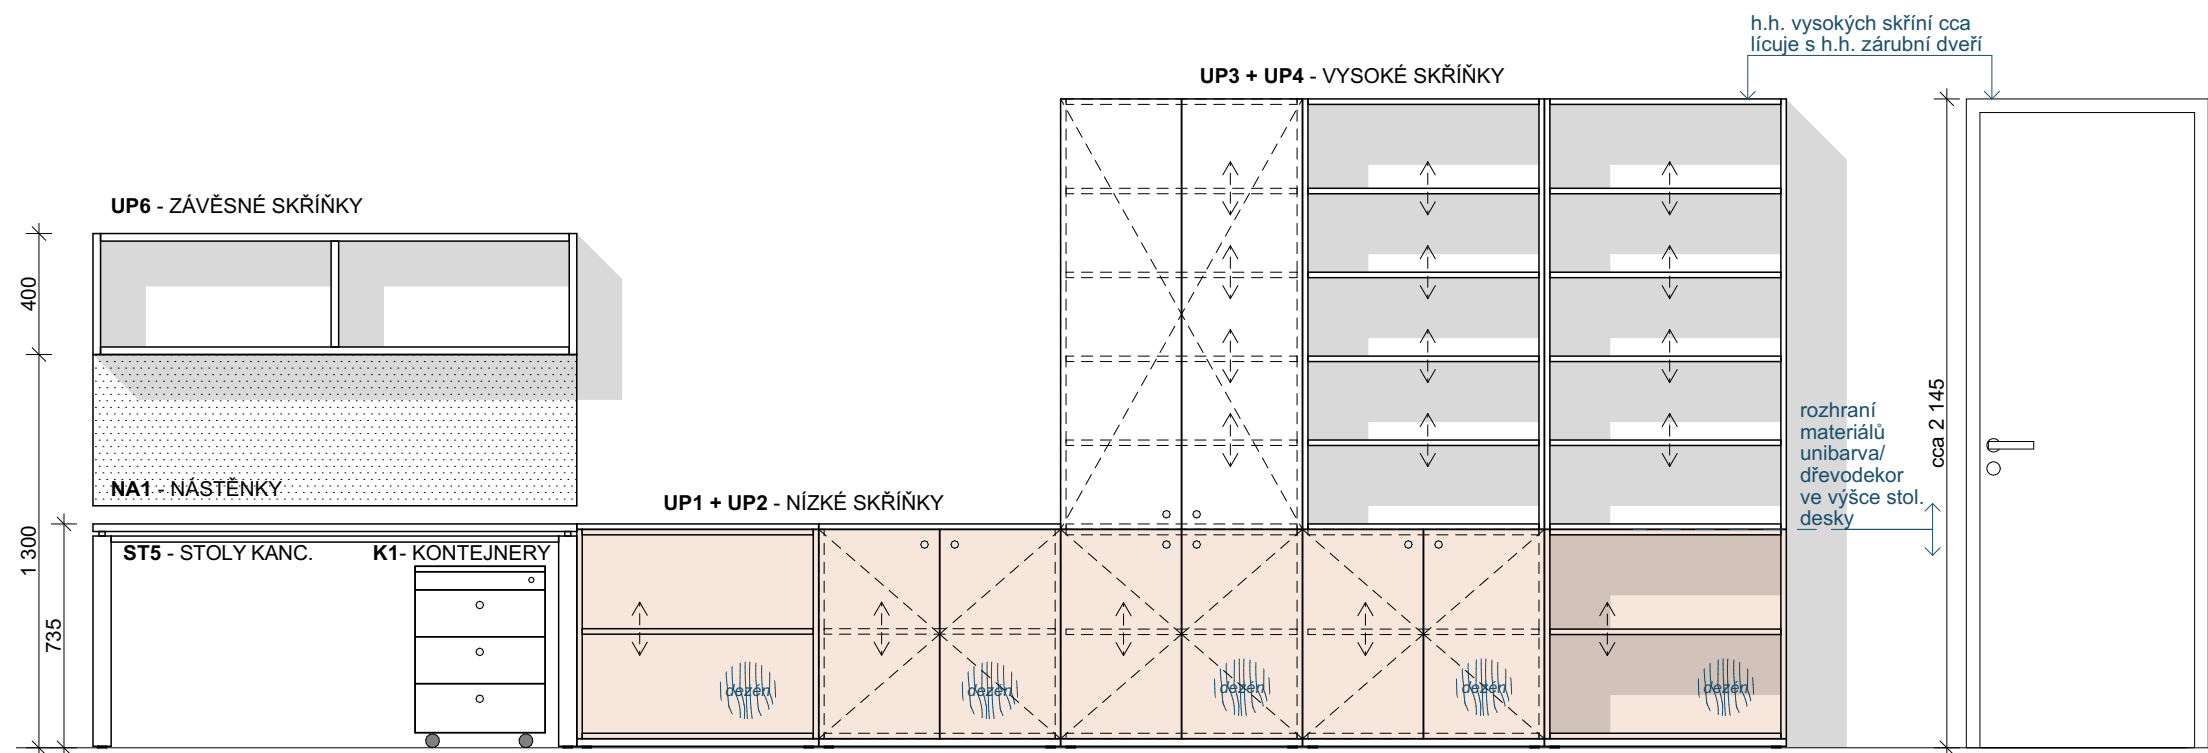 h.h. vysokých skříní cca
lícuje s h.h. zárubní dveří
UP3 + UP4 - VYSOKÉ SKŘÍŇKY
UP6 - ZÁVĚSNÉ SKŘÍŇKY
400
cca 2 145
rozhraní
materiálů
unibarva/
dřevodekor
ve výšce stol.
desky
NA1 - NÁSTĚNKY
UP1 + UP2 - NÍZKÉ SKŘÍŇKY
1 300
ST5 - STOLY KANC.
K1- KONTEJNERY
735
dezén
dezén
dezén
dezén
dezén